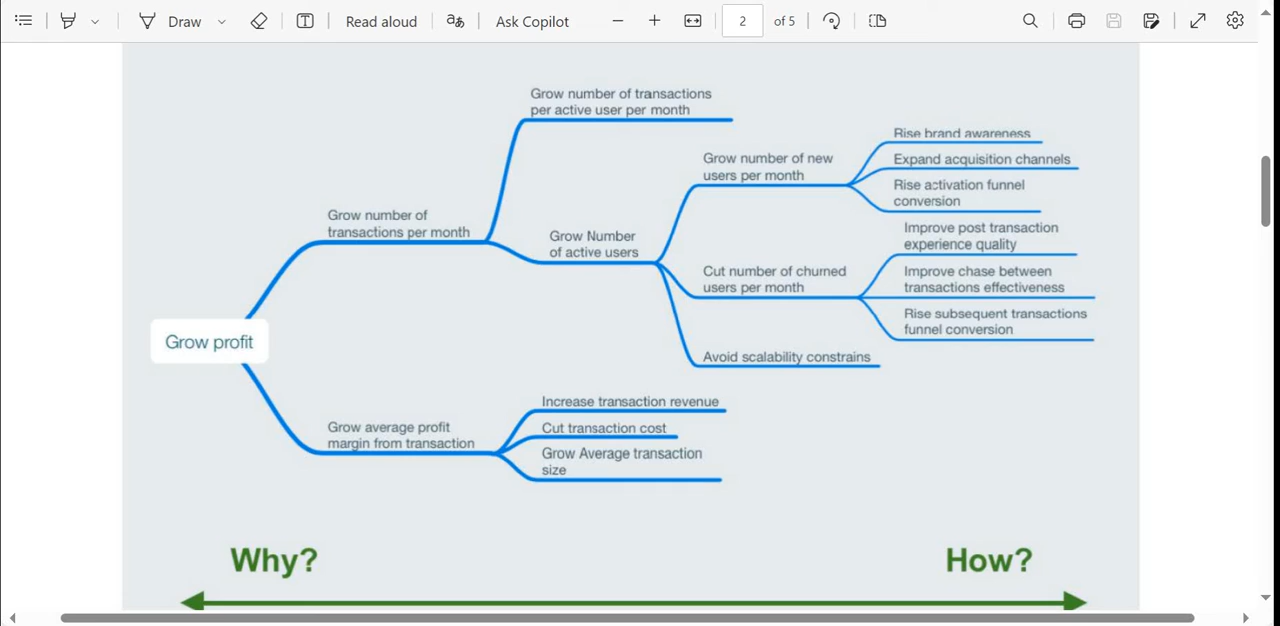 Draw
Read aloud
aあ
Ask Copilot
2
of 5
Grow number of transactions
per active user per month
Rise brand awareness
Grow number of new
users per month
Expand acquisition channels
Rise activation funnel
conversion
Grow number of
transactions per month
Grow Number
of active users
Improve post transaction
experience quality
Cut number of churned
users per month
Improve chase between
transactions effectiveness
Rise subsequent transactions
funnel conversion
Grow profit
Avoid scalability constrains
Grow average profit
margin from transaction
Increase transaction revenue
Cut transaction cost
Grow Average transaction
size
Why?
How?